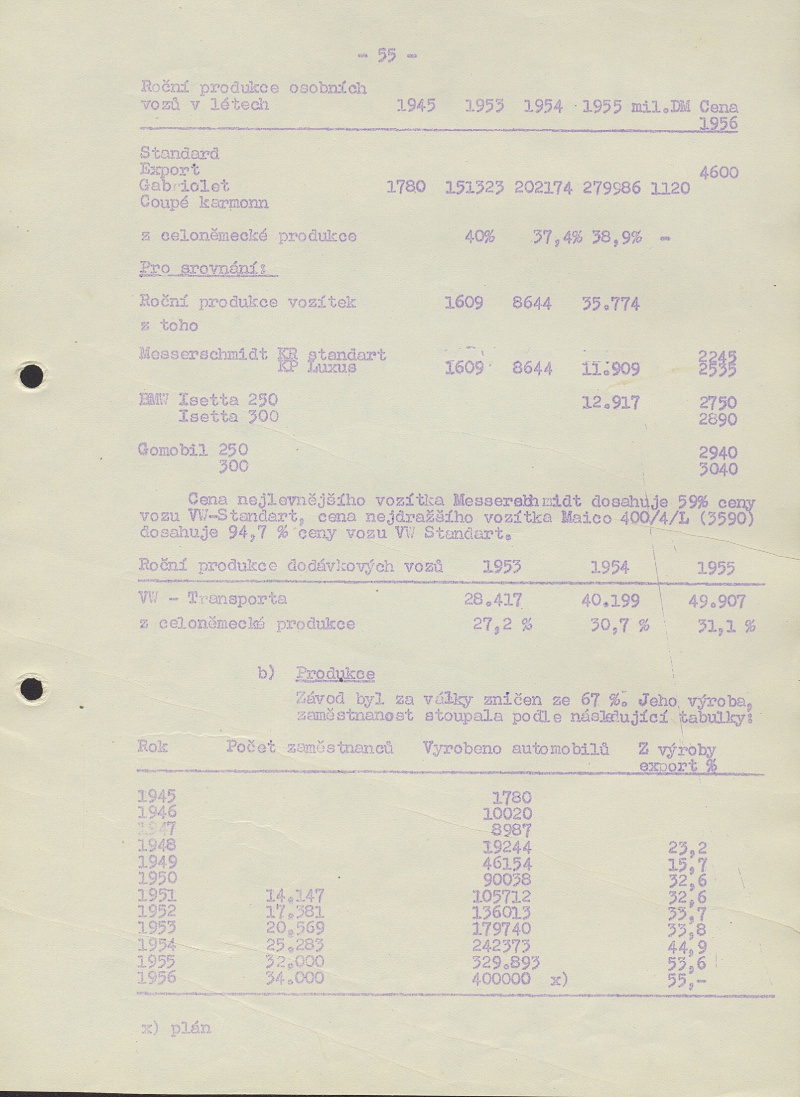 - 55 -
Roční produkce osobních
vozů v létech 1945 1953 1954 1955 mil.DM Cena
1956
Standard
Export 4600
Gabriolet 1780 151323 202174 279986 1120
Coupé karmonn
z celoněmecké produkce 40% 37,4% 38,9% -
Pro srovnání:
Roční produkce vozítek 1609 8644 35.774
z toho
Messerschmidt KR standart 2245
KP Luxus 1609 8644 11.909 2535
BMW Isetta 250 12.917 2750
Isetta 300 2890
Gomobil 250 2940
300 3040
Cena nejlevnějšího vozítka Messerschmidt dosahuje 59% ceny
vozu VW-Standart, cena nejdražšího vozítka Maico 400/4/L (3590)
dosahuje 94,7 % ceny vozu VW Standart.
Roční produkce dodávkových vozů 1953 1954 1955
VW - Transporta 28.417 40.199 49.907
z celoněmecké produkce 27,2 % 30,7 % 31,1 %
b) Produkce
Závod byl za války zničen ze 67 %. Jeho výroba,
zaměstnanost stoupala podle následující tabulky:
Rok Počet zaměstnanců Vyrobeno automobilů Z výroby
export %
1945 1780
1946 10020
1947 8987
1948 19244 23,2
1949 46154 15,7
1950 90038 32,6
1951 14.147 105712 32,6
1952 17.381 136013 33,7
1953 20.569 179740 33,8
1954 25.283 242373 44,9
1955 32.000 329.893 53,6
1956 34.000 400000 x) 55,-
x) plán